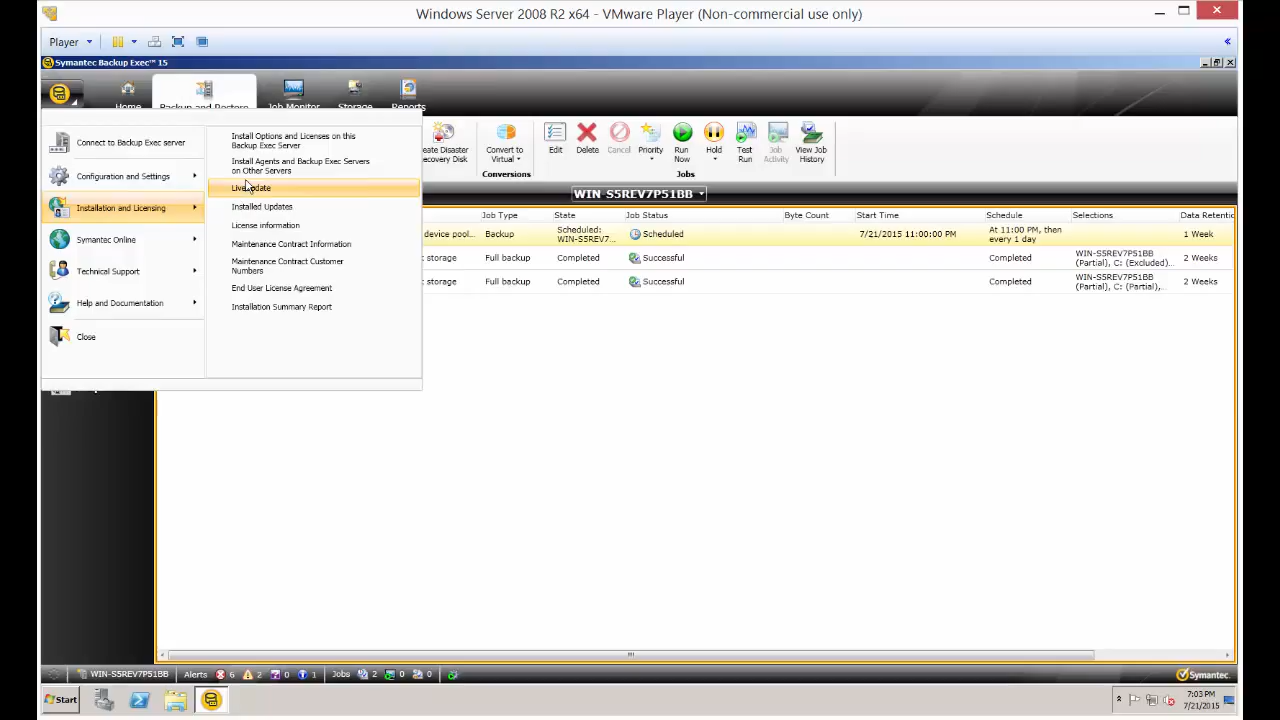 Windows Server 2008 R2 x64 - VMware Player (Non-commercial use only)
Player
«
Symantec Backup Exec™ 15
Home
Backup and Restore
Job Monitor
Storage
Reports
Connect to Backup Exec server
Configuration and Settings
Installation and Licensing
Symantec Online
Technical Support
Help and Documentation
Close
Install Options and Licenses on this
Backup Exec Server
Install Agents and Backup Exec Servers
on Other Servers
LiveUpdate
Installed Updates
License information
Maintenance Contract Information
Maintenance Contract Customer
Numbers
End User License Agreement
Installation Summary Report
Convert to
Virtual
Conversions
Edit
Delete
Cancel
Priority
Run
Now
Hold
Test
Run
Job
Activity
View Job
History
Jobs
WIN-S5REV7P51BB
Job Type State Job Status Byte Count Start Time Schedule Selections
device pool... Backup Scheduled:
WIN-S5REV7... Scheduled 7/21/2015 11:00:00 PM At 11:00 PM, then
every 1 day 1 Week
storage Full backup Completed Successful Completed WIN-S5REV7P51BB
(Partial), C: (Excluded)... 2 Weeks
storage Full backup Completed Successful Completed WIN-S5REV7P51BB
(Partial), C: (Partial),... 2 Weeks
WIN-S5REV7P51BB Alerts 6 2 0 1 Jobs 2 0 0 Symantec.
Start
7:03 PM
7/21/2015